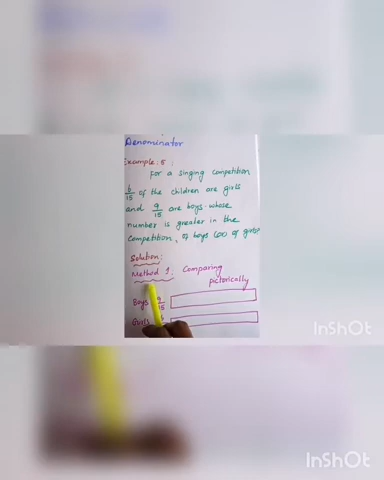 Denominator
Example: 5 :
For a singing competition
6/15 of the children are girls
and 9/15 are boys. whose
number is greater in the
competition, of boys (or) of girls?
Solution:
Method 1: Comparing
pictorically
Boys 9/15
Girls
InShOt
InShOt